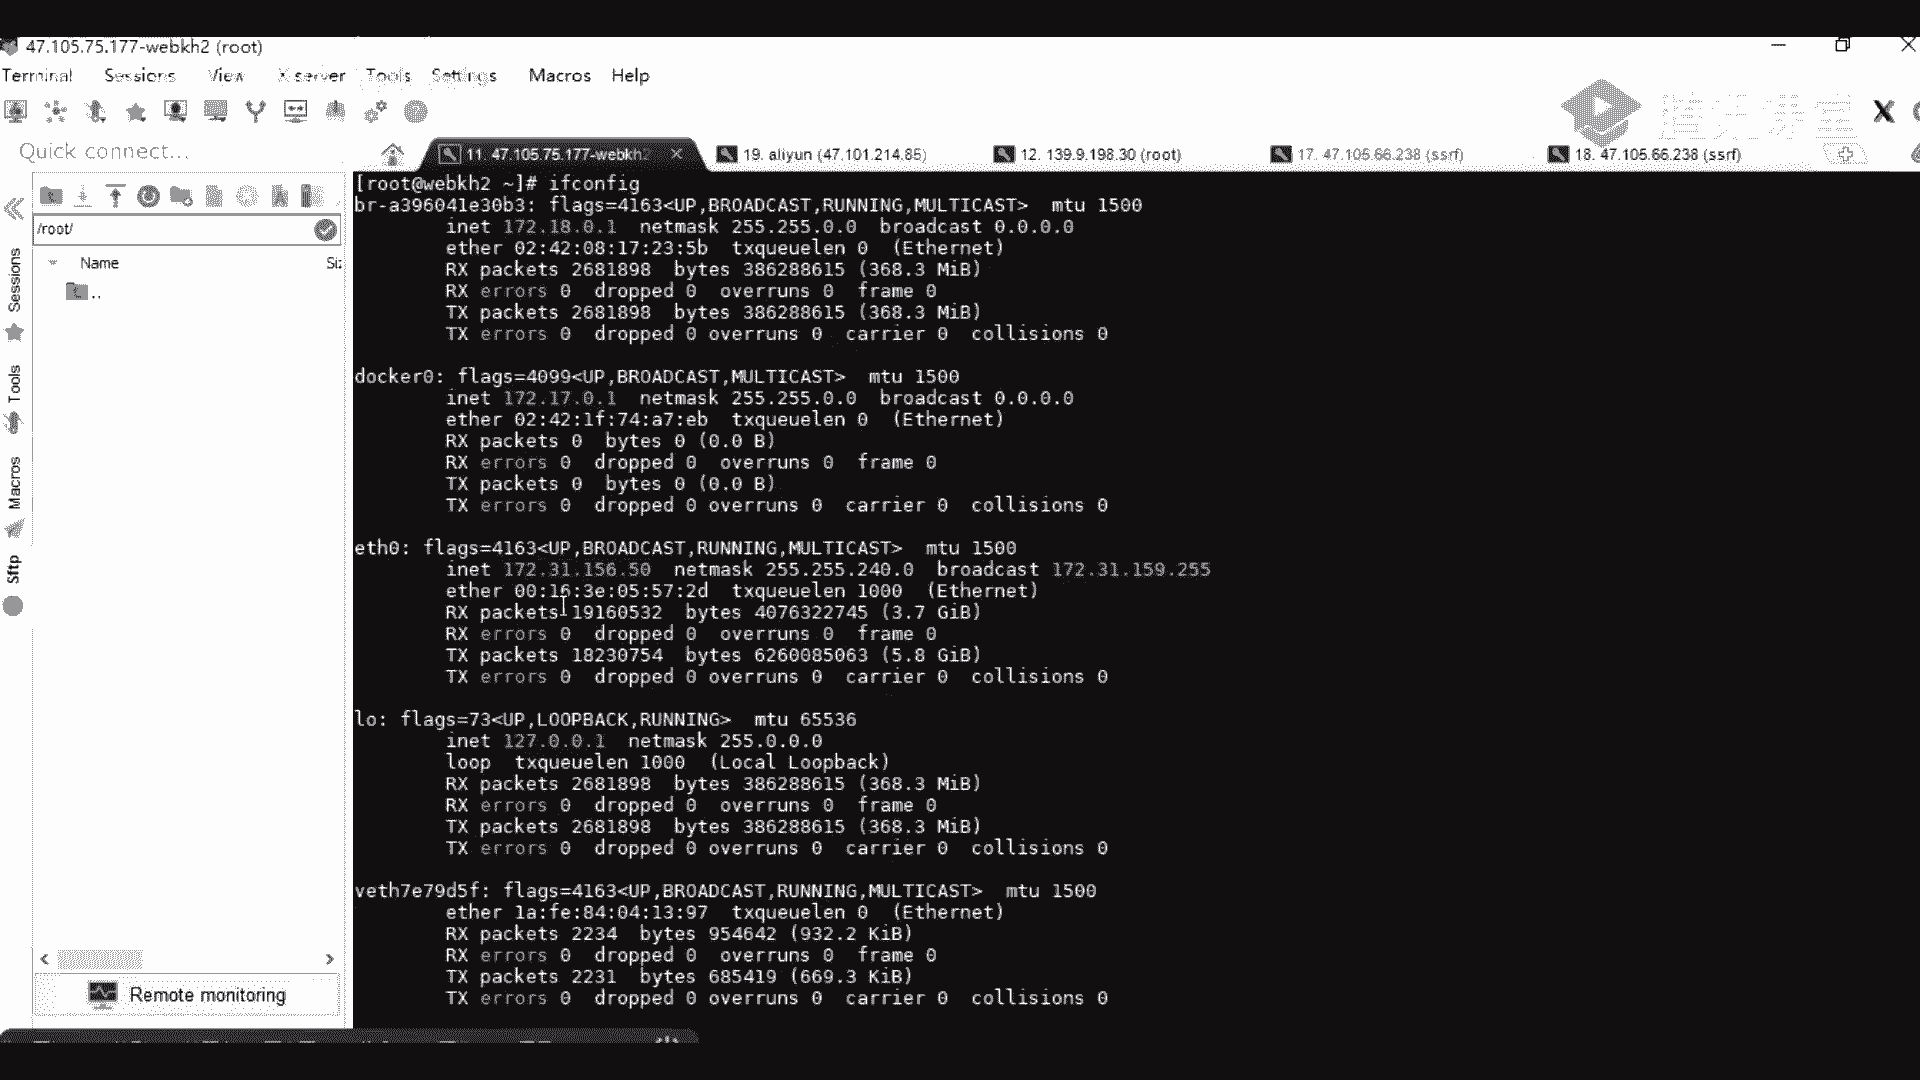 47.105.75.177-webkh2 (root)
Terminal Sessions View X server Tools Settings Macros Help
Quick connect...
11. 47.105.75.177-webkh2
19. aliyun (47.101.214.85)
12. 139.9.198.30 (root)
17. 47.105.66.238 (ssrf)
18. 47.105.66.238 (ssrf)
/root/
Name
Si:
..
Sessions
Tools
Macros
Sftp
Remote monitoring
[root@webkh2 ~]# ifconfig
br-a396041e30b3: flags=4163<UP,BROADCAST,RUNNING,MULTICAST> mtu 1500
inet 172.18.0.1 netmask 255.255.0.0 broadcast 0.0.0.0
ether 02:42:08:17:23:5b txqueuelen 0 (Ethernet)
RX packets 2681898 bytes 386288615 (368.3 MiB)
RX errors 0 dropped 0 overruns 0 frame 0
TX packets 2681898 bytes 386288615 (368.3 MiB)
TX errors 0 dropped 0 overruns 0 carrier 0 collisions 0
docker0: flags=4099<UP,BROADCAST,MULTICAST> mtu 1500
inet 172.17.0.1 netmask 255.255.0.0 broadcast 0.0.0.0
ether 02:42:1f:74:a7:eb txqueuelen 0 (Ethernet)
RX packets 0 bytes 0 (0.0 B)
RX errors 0 dropped 0 overruns 0 frame 0
TX packets 0 bytes 0 (0.0 B)
TX errors 0 dropped 0 overruns 0 carrier 0 collisions 0
eth0: flags=4163<UP,BROADCAST,RUNNING,MULTICAST> mtu 1500
inet 172.31.156.50 netmask 255.255.240.0 broadcast 172.31.159.255
ether 00:16:3e:05:57:2d txqueuelen 1000 (Ethernet)
RX packets 19160532 bytes 4076322745 (3.7 GiB)
RX errors 0 dropped 0 overruns 0 frame 0
TX packets 18230754 bytes 6260085063 (5.8 GiB)
TX errors 0 dropped 0 overruns 0 carrier 0 collisions 0
lo: flags=73<UP,LOOPBACK,RUNNING> mtu 65536
inet 127.0.0.1 netmask 255.0.0.0
loop txqueuelen 1000 (Local Loopback)
RX packets 2681898 bytes 386288615 (368.3 MiB)
RX errors 0 dropped 0 overruns 0 frame 0
TX packets 2681898 bytes 386288615 (368.3 MiB)
TX errors 0 dropped 0 overruns 0 carrier 0 collisions 0
veth7e79d5f: flags=4163<UP,BROADCAST,RUNNING,MULTICAST> mtu 1500
ether 1a:fe:84:04:13:97 txqueuelen 0 (Ethernet)
RX packets 2234 bytes 954642 (932.2 KiB)
RX errors 0 dropped 0 overruns 0 frame 0
TX packets 2231 bytes 685419 (669.3 KiB)
TX errors 0 dropped 0 overruns 0 carrier 0 collisions 0